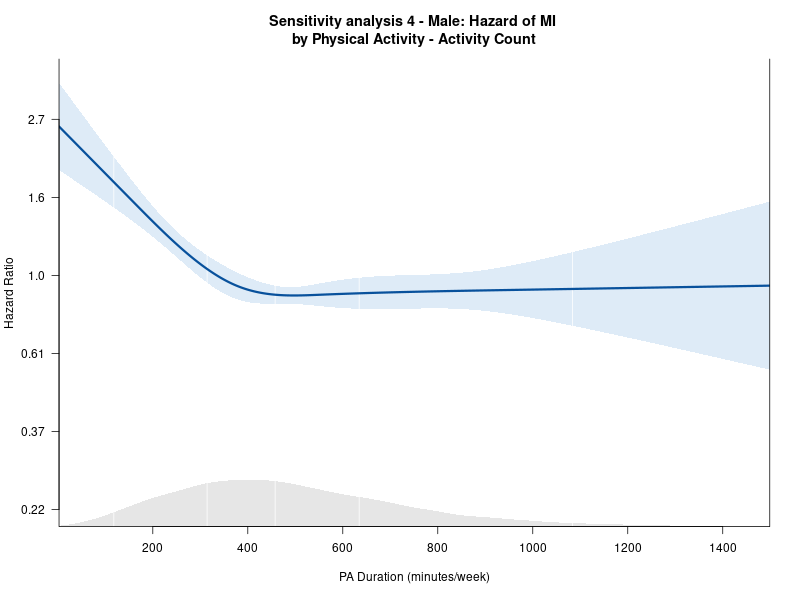 Sensitivity analysis 4 - Male: Hazard of MI
by Physical Activity - Activity Count
2.7
1.6
1.0
0.61
0.37
0.22
Hazard Ratio
200 400 600 800 1000 1200 1400
PA Duration (minutes/week)